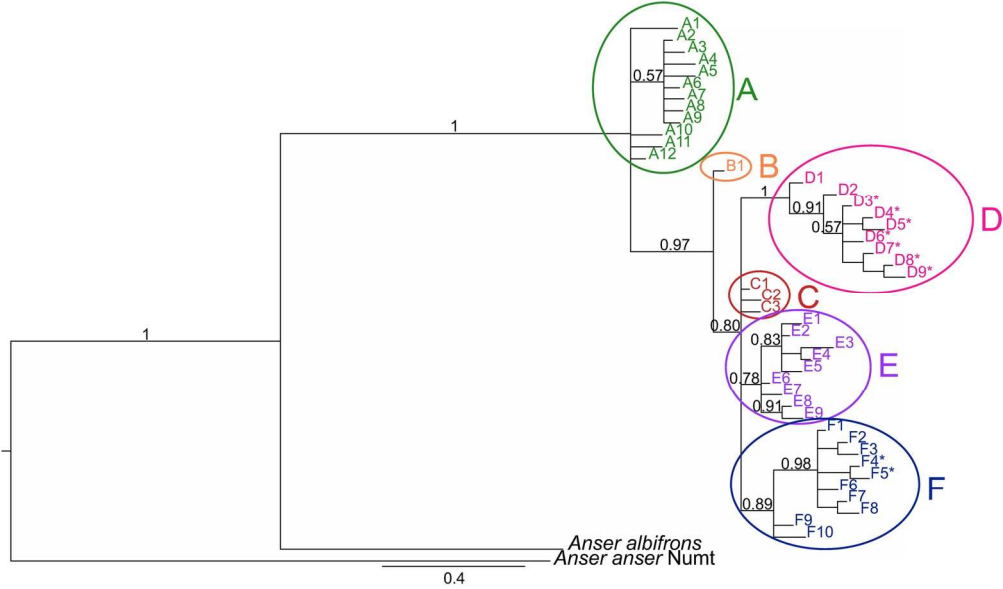 A1
A2
A3
A4
A5
0.57
A6
A7
A8
A9
A10
A11
A12
A
1
B1
B
D1
1
D2
0.91
D3*
D4*
0.57
D5*
D6*
D7*
D8*
D9*
D
0.97
C1
C2
C3
C
0.80
E1
E2
0.83
E3
E4
E5
0.78
E6
E7
0.91
E8
E9
E
1
F1
F2
F3
F4*
0.98
F5*
F6
F7
F8
0.89
F9
F10
F
Anser albifrons
Anser anser Numt
0.4